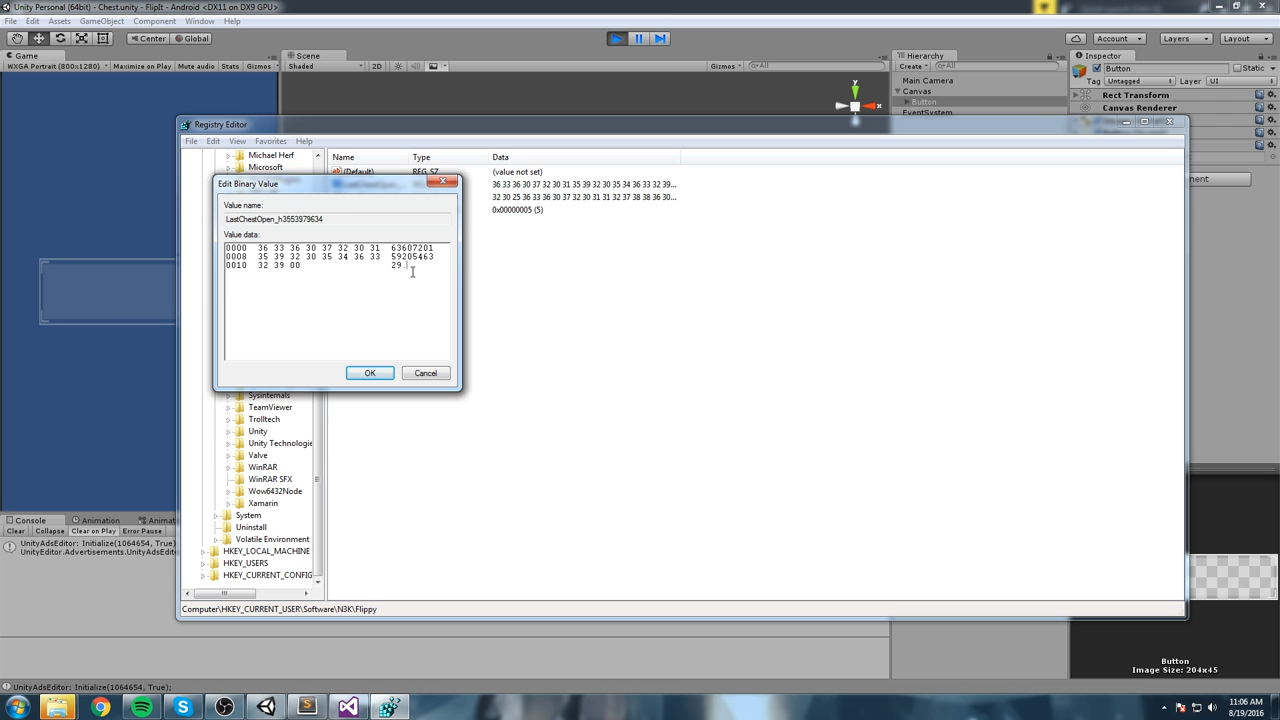 Unity Personal (64bit) - Chest.unity - FlipIt - Android <DX11 on DX9 GPU>
File Edit Assets GameObject Component Window Help
Center Global Account Layers Layout
Game Scene Hierarchy Inspector
WXGA Portrait (800x1280) Maximize on Play Mute audio Stats Gizmos Shaded 2D Gizmos All Create All Button Static
Main Camera Tagged Layer UI
Canvas Rect Transform
Button Canvas Renderer
EventSystem
Registry Editor
File Edit View Favorites Help
Michael Herf
Microsoft
Name Type Data
(Default) REG_SZ (value not set)
36 33 36 30 37 32 30 31 35 39 32 30 35 34 36 33 32 39...
32 30 25 36 33 36 30 37 32 30 31 31 32 37 38 36 30...
0x00000005 (5)
Edit Binary Value
Value name:
LastChestOpen_h3553979634
Value data:
0000 36 33 36 30 37 32 30 31 63607201
0008 35 39 32 30 35 34 36 33 59205463
0010 32 39 00 29.
OK Cancel
Sysinternals
TeamViewer
Trolltech
Unity
Unity Technologie
Valve
WinRAR
WinRAR SFX
Wow6432Node
Xamarin
System
Uninstall
Volatile Environment
HKEY_LOCAL_MACHINE
HKEY_USERS
HKEY_CURRENT_CONFIG
Computer\HKEY_CURRENT_USER\Software\N3K\Flippy
Console Animation
Clear Collapse Clear on Play Error Pause
UnityAdsEditor: Initialize(1064654, True);
UnityEditor.Advertisements.UnityAdsEdi
Button
Image Size: 204x45
UnityAdsEditor: Initialize(1064654, True);
11:06 AM
8/19/2016